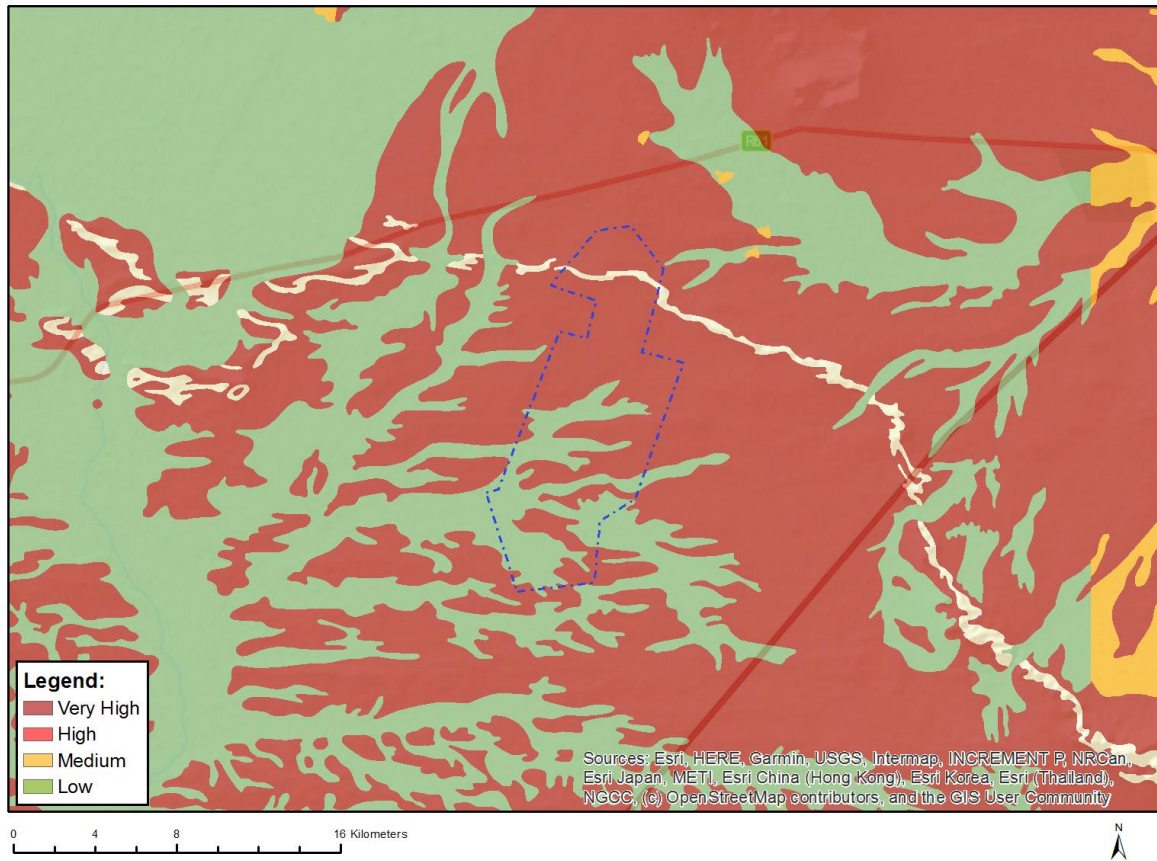 R61
Legend:
Very High
High
Medium
Low
Sources: Esri, HERE, Garmin, USGS, Intermap, INCREMENT P, NRCan,
Esri Japan, METI, Esri China (Hong Kong), Esri Korea, Esri (Thailand),
NGCC, (c) OpenStreetMap contributors, and the GIS User Community
0 4 8 16 Kilometers
N